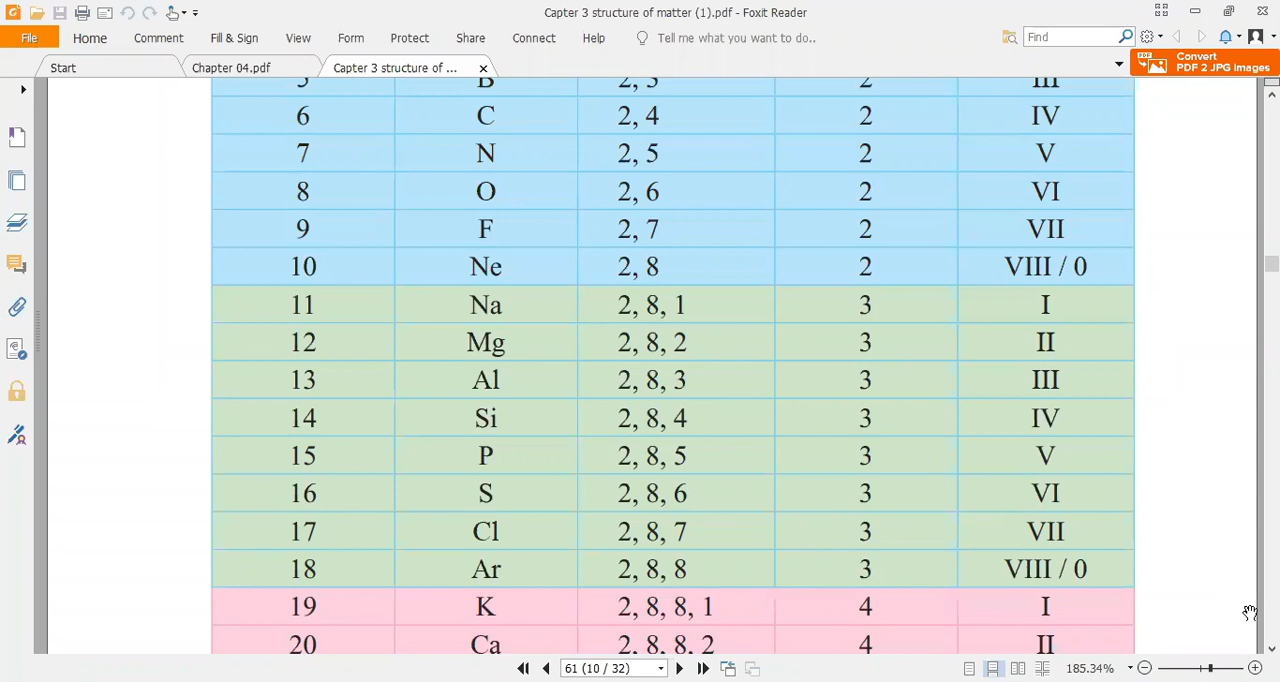 Capter 3 structure of matter (1).pdf - Foxit Reader
File Home Comment Fill & Sign View Form Protect Share Connect Help Tell me what you want to do.. Find
Start Chapter 04.pdf Capter 3 structure of ... Convert PDF 2 JPG Images
5 B 2, 3 2 III
6 C 2, 4 2 IV
7 N 2, 5 2 V
8 O 2, 6 2 VI
9 F 2, 7 2 VII
10 Ne 2, 8 2 VIII / 0
11 Na 2, 8, 1 3 I
12 Mg 2, 8, 2 3 II
13 Al 2, 8, 3 3 III
14 Si 2, 8, 4 3 IV
15 P 2, 8, 5 3 V
16 S 2, 8, 6 3 VI
17 Cl 2, 8, 7 3 VII
18 Ar 2, 8, 8 3 VIII / 0
19 K 2, 8, 8, 1 4 I
20 Ca 2, 8, 8, 2 4 II
61 (10 / 32) 185.34%